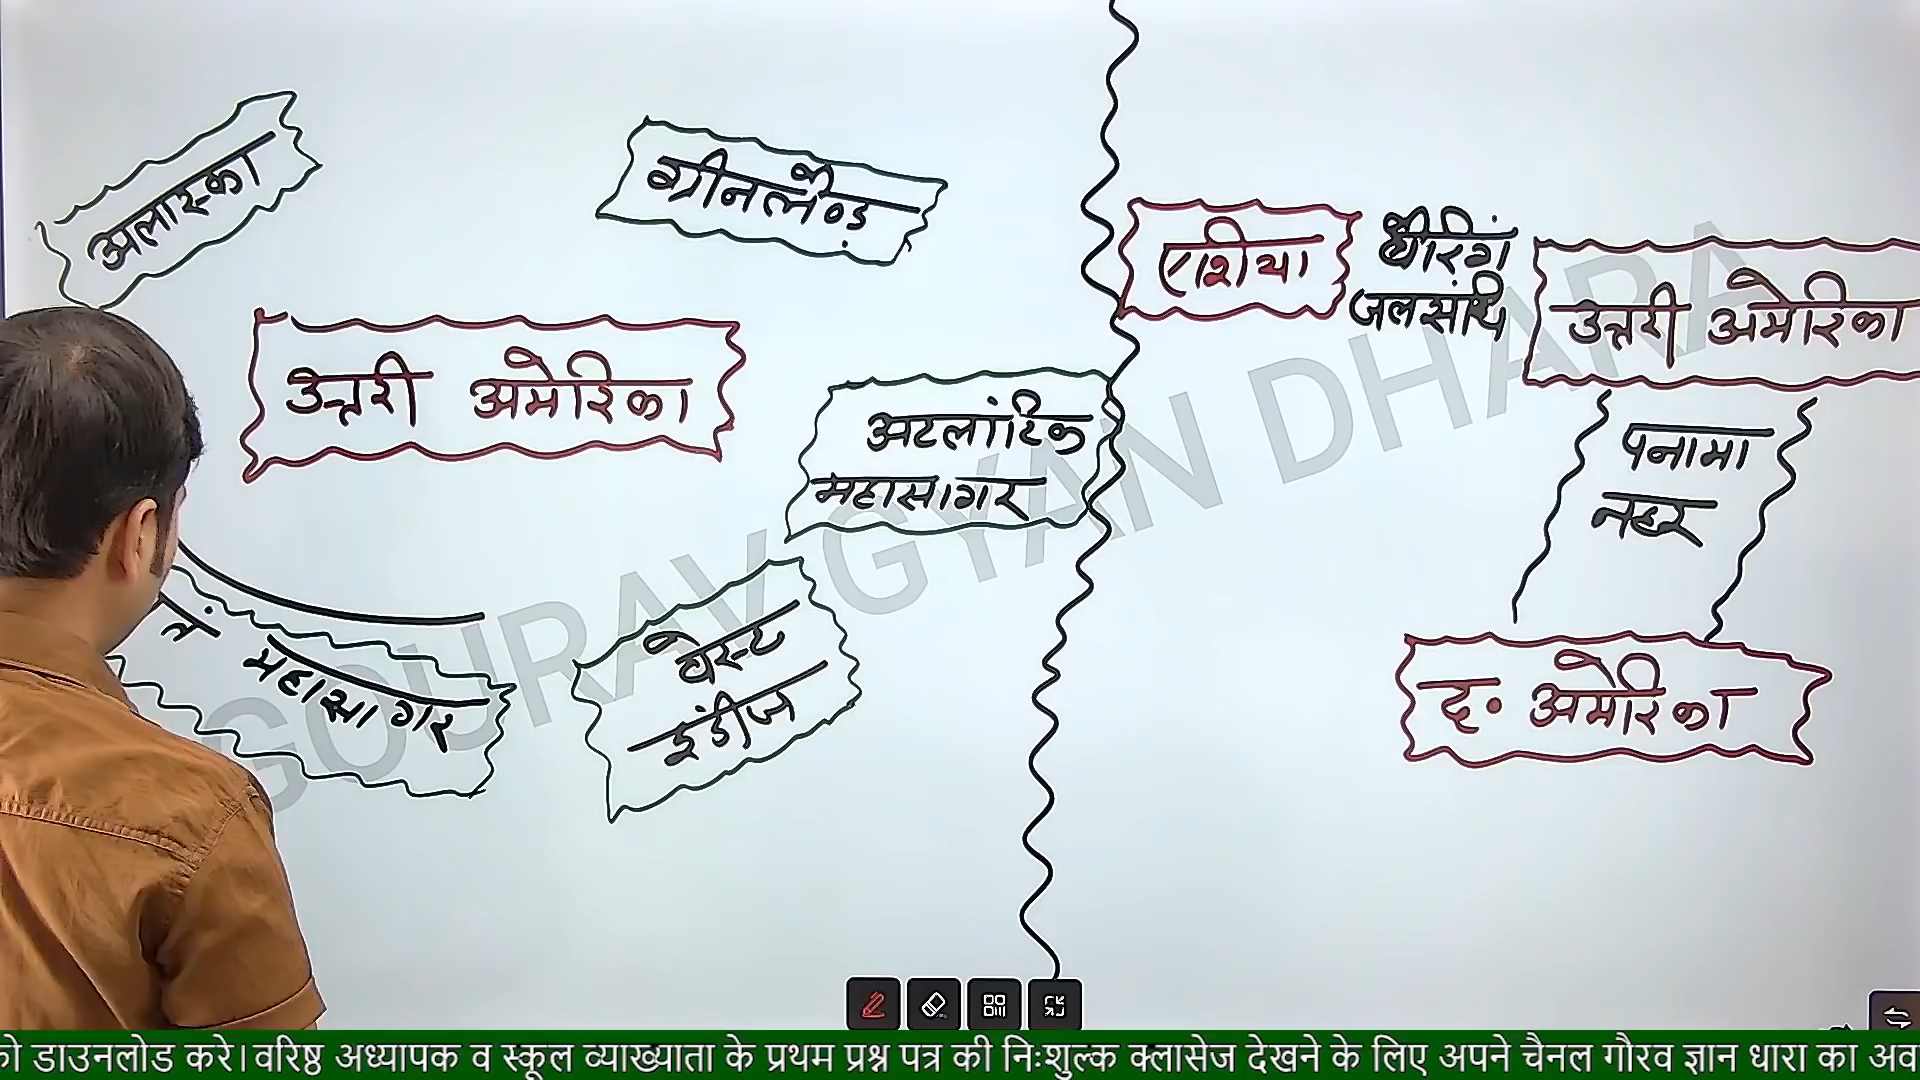 अलास्का
ग्रीनलैण्ड
उत्तरी अमेरिका
अटलांटिक
महासागर
महासागर
वेस्ट
इंडीज
एशिया
बेरिंग
जलसंधि
उत्तरी अमेरिका
पनामा
नहर
द॰ अमेरिका
GOURAV GYAN DHARA
डाउनलोड करे। वरिष्ठ अध्यापक व स्कूल व्याख्याता के प्रथम प्रश्न पत्र की निःशुल्क क्लासेज देखने के लिए अपने चैनल गौरव ज्ञान धारा का